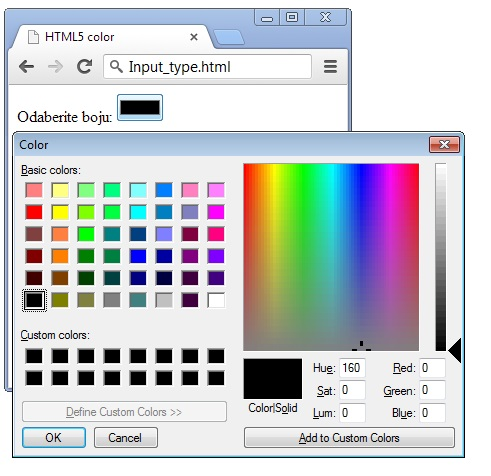 HTML5 color
Input_type.html
Odaberite boju:
Color
Basic colors:
Custom colors:
Define Custom Colors >>
OK
Cancel
Color|Solid
Hue: 160
Sat: 0
Lum: 0
Red: 0
Green: 0
Blue: 0
Add to Custom Colors